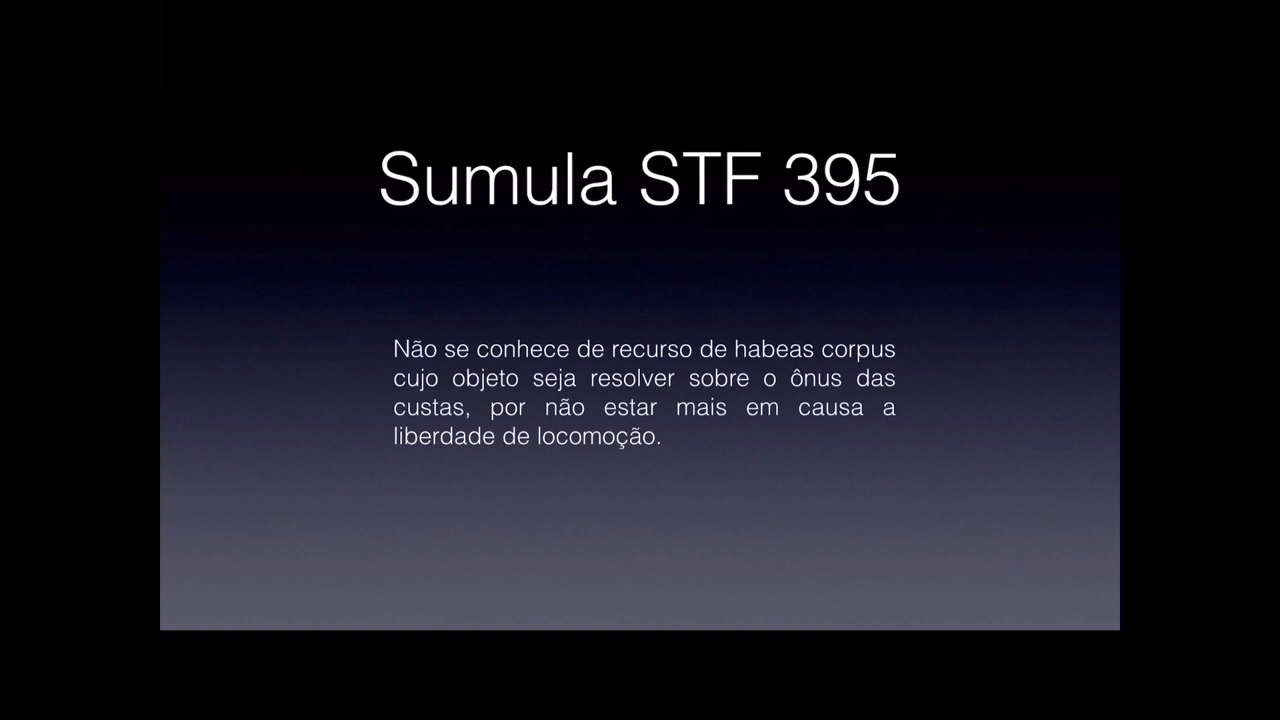 Sumula STF 395
Não se conhece de recurso de habeas corpus
cujo objeto seja resolver sobre o ônus das
custas, por não estar mais em causa a
liberdade de locomoção.